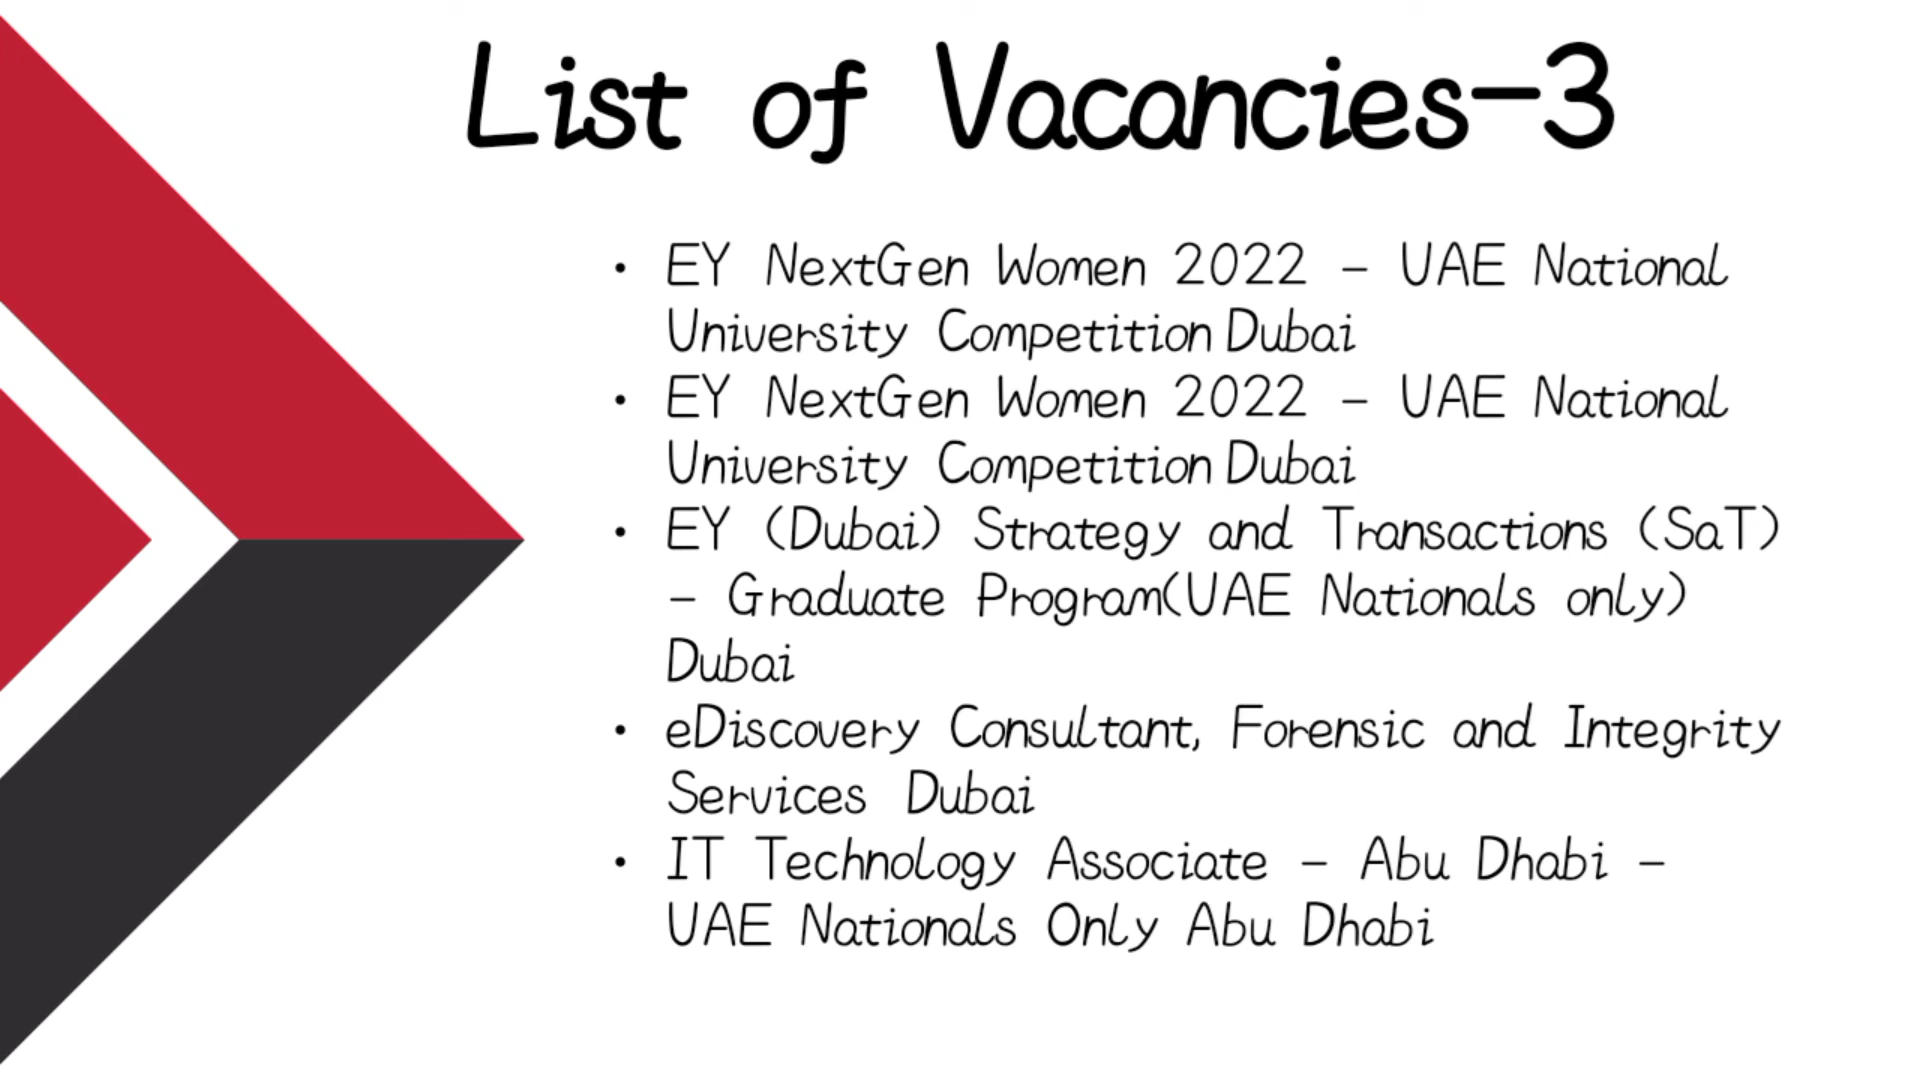 List of Vacancies-3
• EY NextGen Women 2022 – UAE National
University Competition Dubai
• EY NextGen Women 2022 – UAE National
University Competition Dubai
• EY (Dubai) Strategy and Transactions (SaT)
– Graduate Program(UAE Nationals only)
Dubai
• eDiscovery Consultant, Forensic and Integrity
Services Dubai
• IT Technology Associate – Abu Dhabi –
UAE Nationals Only Abu Dhabi